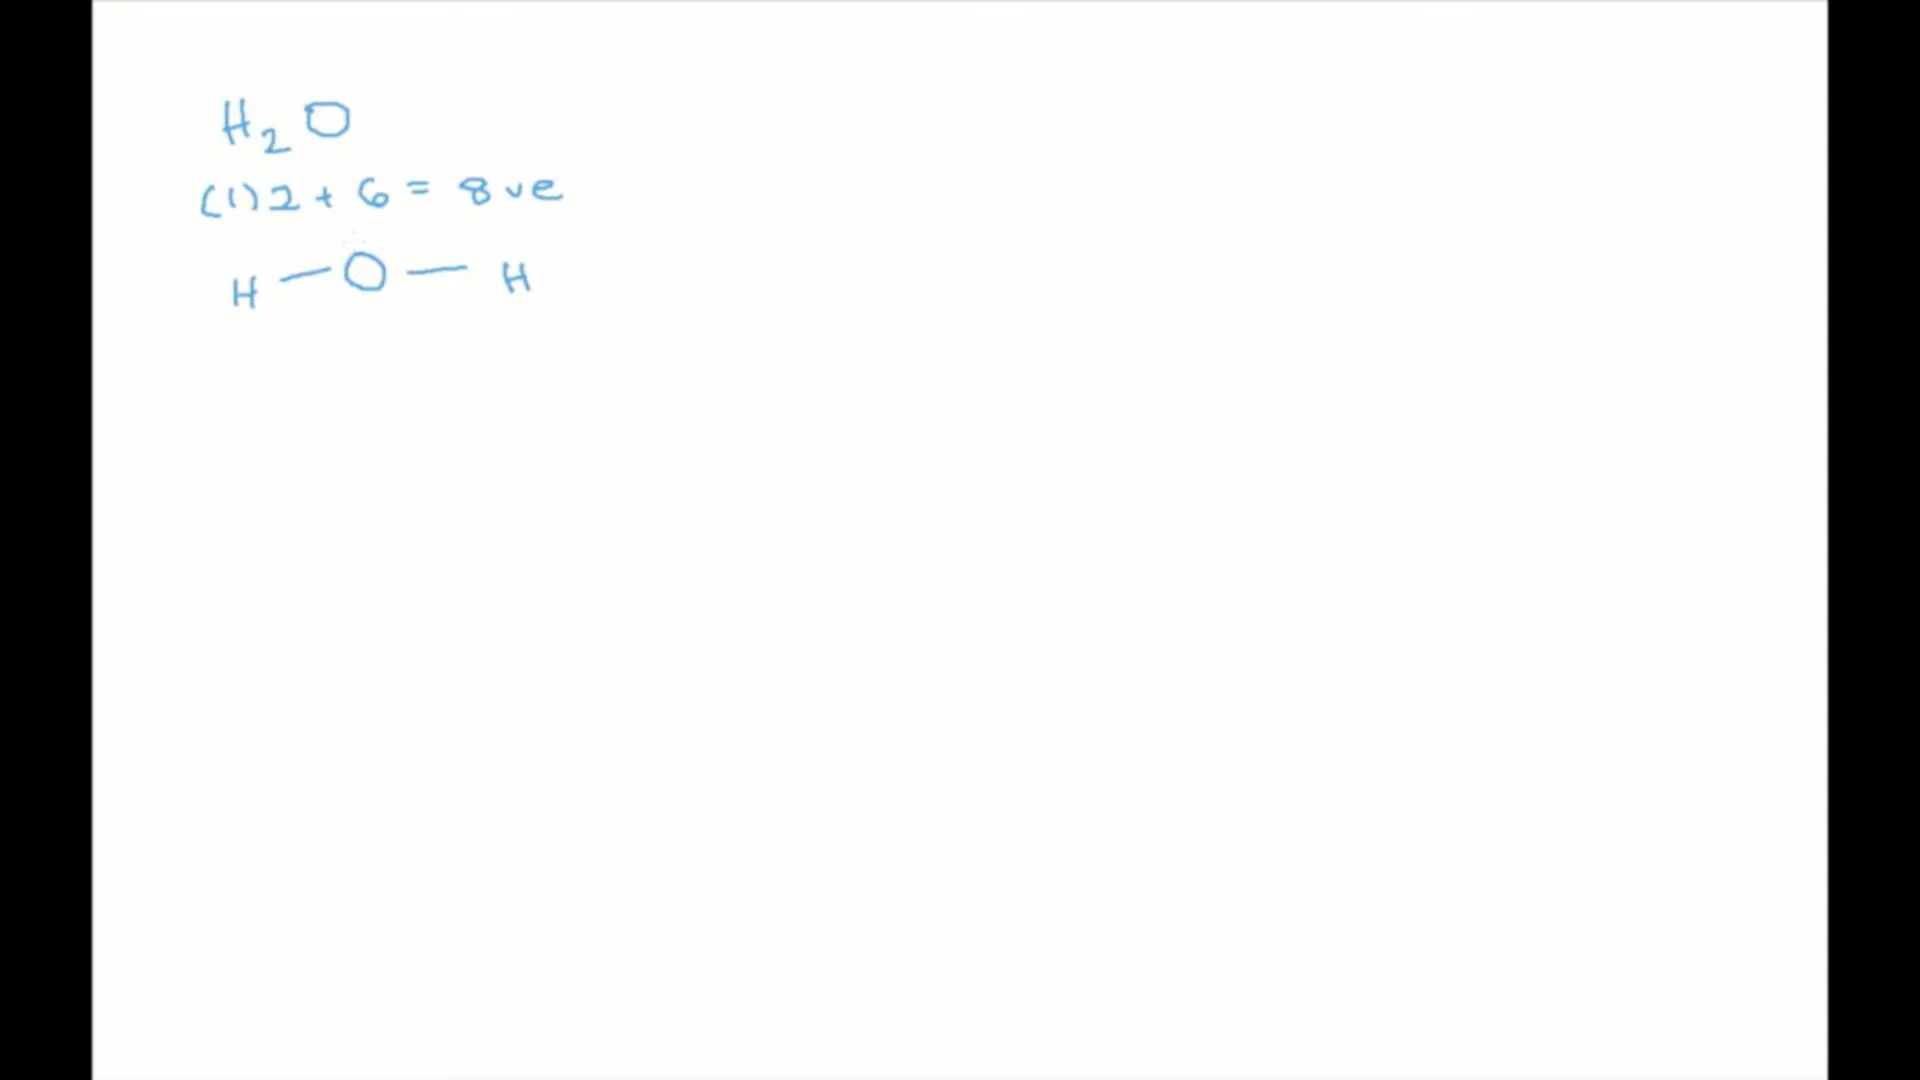 H₂O
(1)2 + 6 = 8 ve
H — O — H